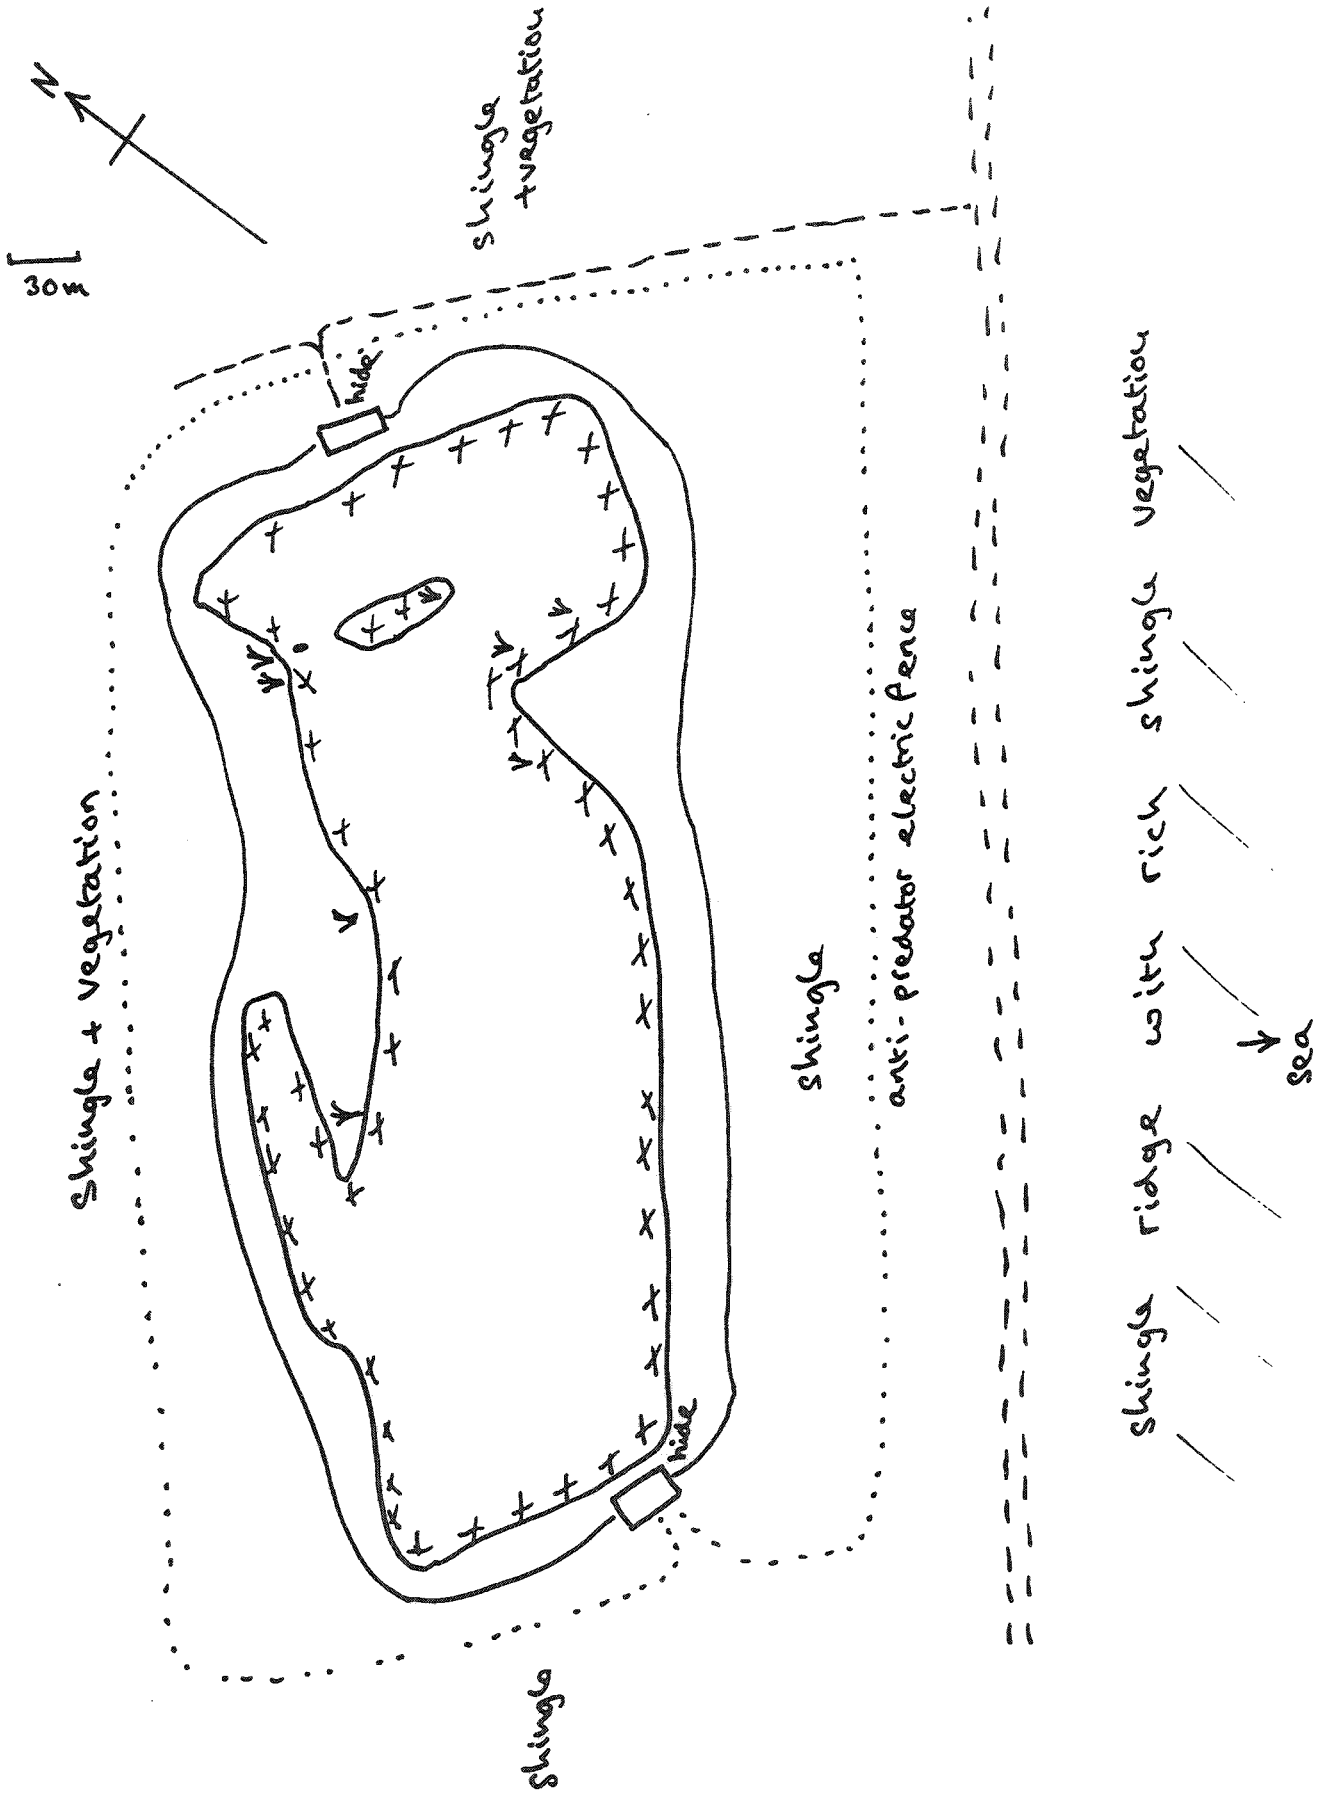 N
30m
shingle
+vegetation
hide
Shingle + Vegetation
anti-predator electric fence
shingle
hide
shingle
shingle ridge with rich shingle vegetation
sea